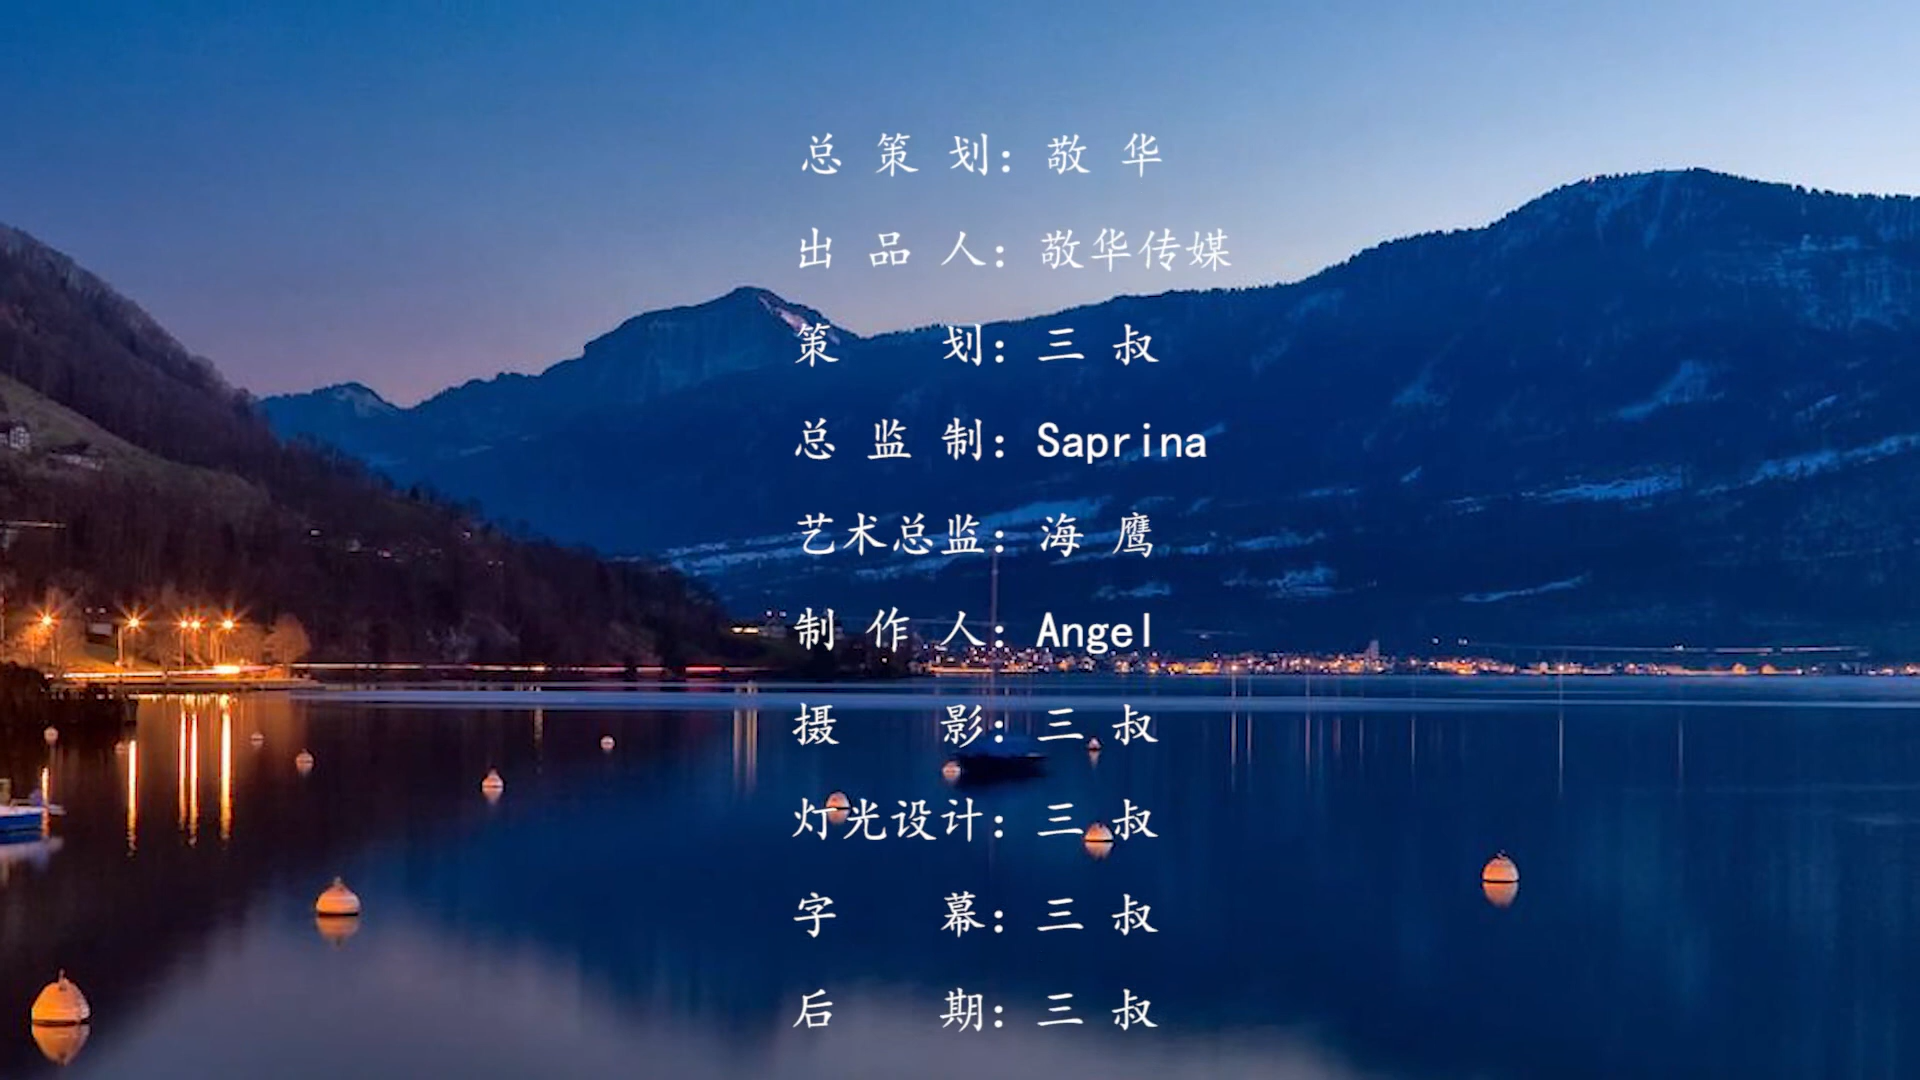 总 策 划：敬 华
出 品 人：敬华传媒
策　　划：三 叔
总 监 制：Saprina
艺术总监：海 鹰
制 作 人：Angel
摄　　影：三 叔
灯光设计：三 叔
字　　幕：三 叔
后　　期：三 叔